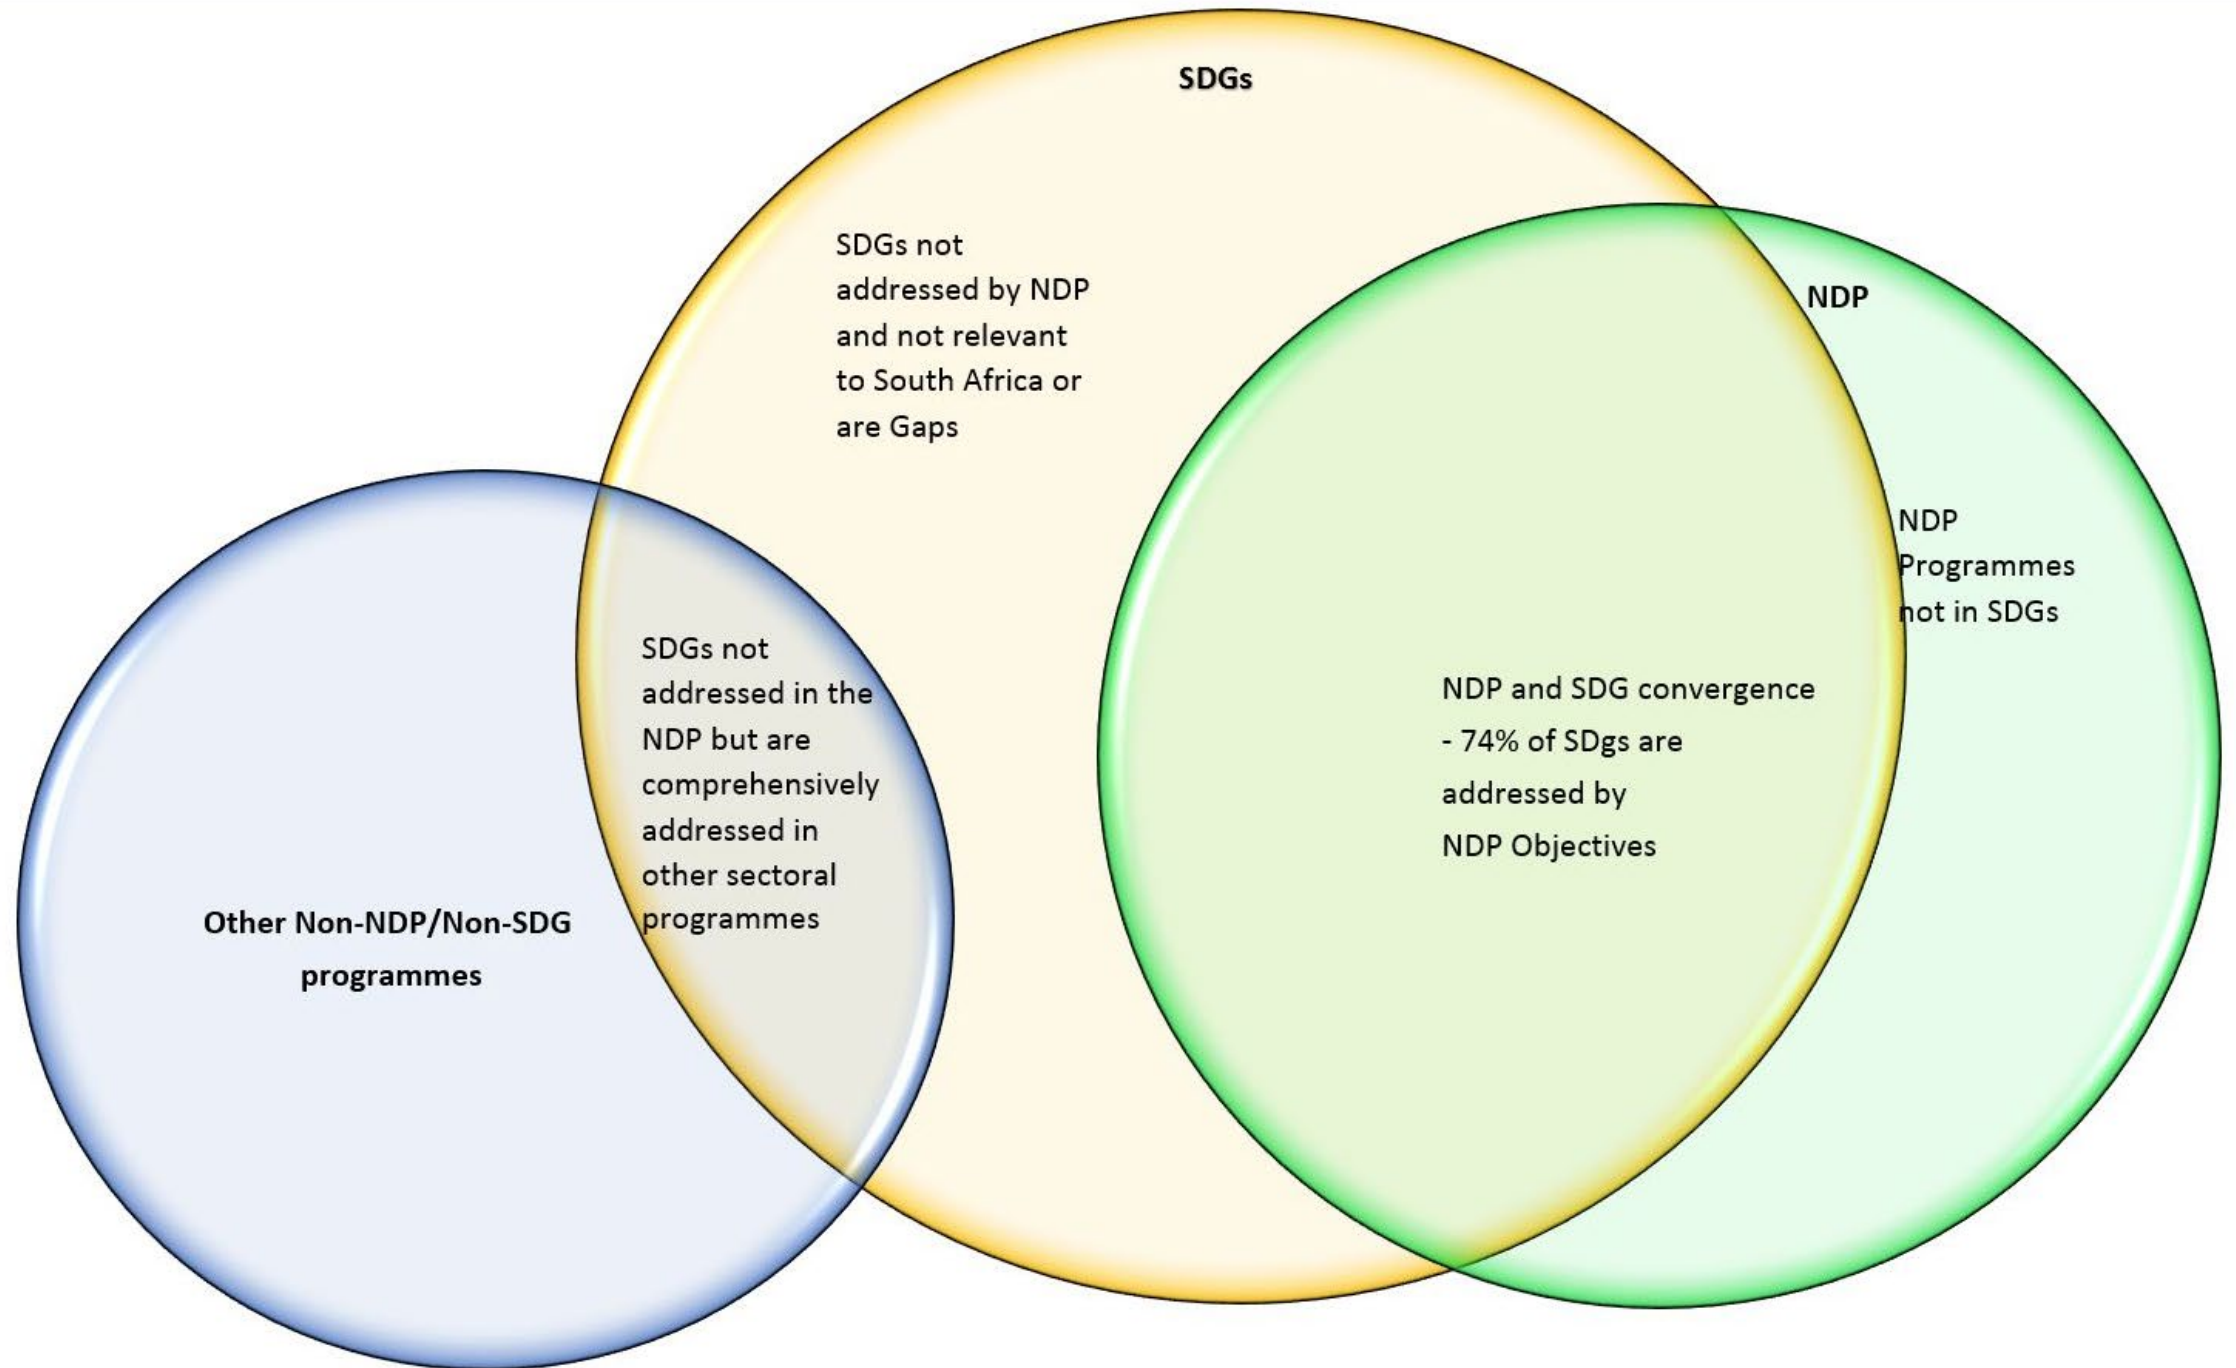 SDGs
SDGs not
addressed by NDP
and not relevant
to South Africa or
are Gaps
NDP
NDP
Programmes
not in SDGs
SDGs not
addressed in the
NDP but are
comprehensively
addressed in
other sectoral
programmes
NDP and SDG convergence
- 74% of SDgs are
addressed by
NDP Objectives
Other Non-NDP/Non-SDG
programmes